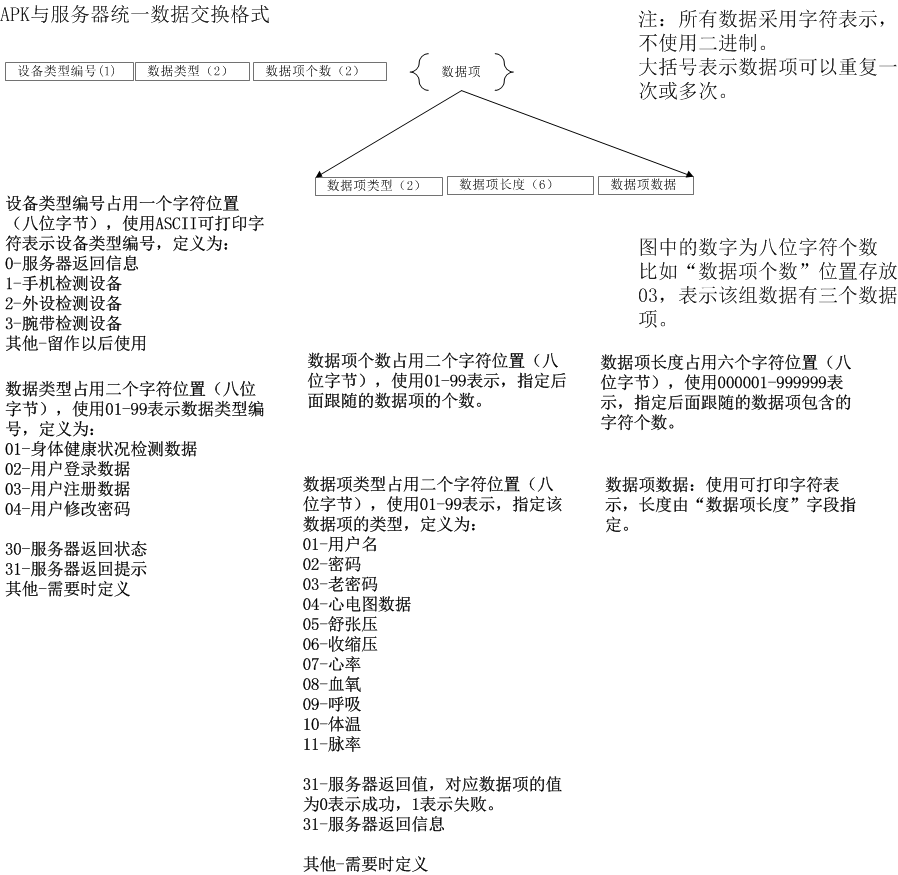 APK与服务器统一数据交换格式
注：所有数据采用字符表示，
不使用二进制。
大括号表示数据项可以重复一
次或多次。
设备类型编号(1)
数据类型（2）
数据项个数（2）
数据项
数据项类型（2）
数据项长度（6）
数据项数据
设备类型编号占用一个字符位置
（八位字节），使用ASCII可打印字
符表示设备类型编号，定义为：
0-服务器返回信息
1-手机检测设备
2-外设检测设备
3-腕带检测设备
其他-留作以后使用
图中的数字为八位字符个数
比如“数据项个数”位置存放
03，表示该组数据有三个数据
项。
数据类型占用二个字符位置（八位
字节），使用01-99表示数据类型编
号，定义为：
01-身体健康状况检测数据
02-用户登录数据
03-用户注册数据
04-用户修改密码
30-服务器返回状态
31-服务器返回提示
其他-需要时定义
数据项个数占用二个字符位置（八
位字节），使用01-99表示，指定后
面跟随的数据项的个数。
数据项长度占用六个字符位置（八
位字节），使用000001-999999表
示，指定后面跟随的数据项包含的
字符个数。
数据项类型占用二个字符位置（八
位字节），使用01-99表示，指定该
数据项的类型，定义为：
01-用户名
02-密码
03-老密码
04-心电图数据
05-舒张压
06-收缩压
07-心率
08-血氧
09-呼吸
10-体温
11-脉率
31-服务器返回值，对应数据项的值
为0表示成功，1表示失败。
31-服务器返回信息
其他-需要时定义
数据项数据：使用可打印字符表
示，长度由“数据项长度”字段指
定。